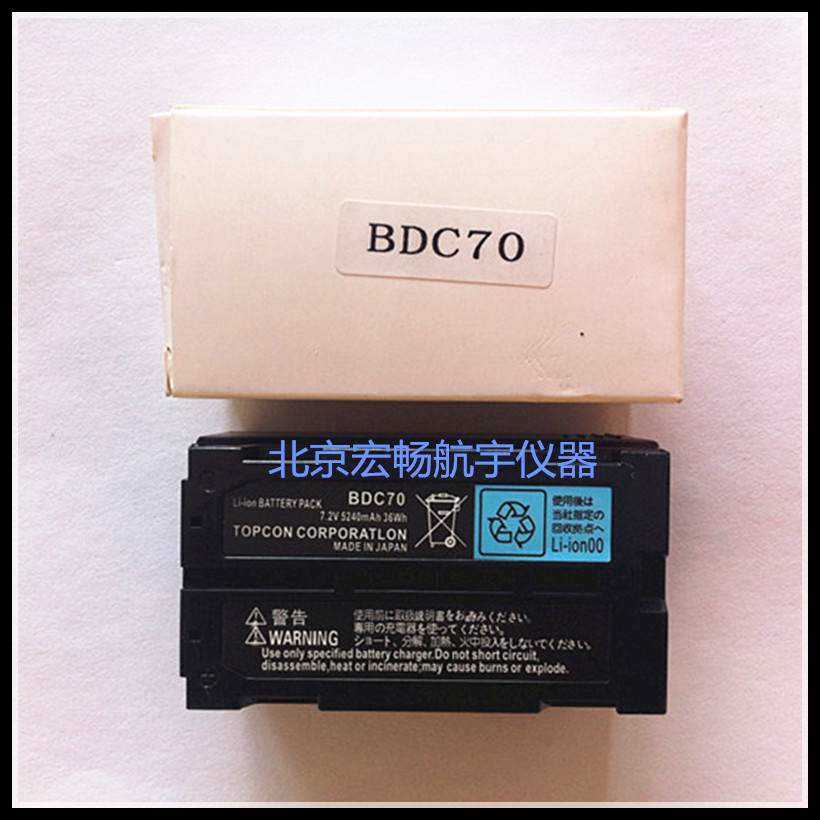 BDC70
北京宏畅航宇仪器
Li-ion BATTERY PACK BDC70
7.2V 5240mAh 36Wh
TOPCON CORPORATLON
MADE IN JAPAN
使用後は
当社指定の
回収拠点へ
Li-ion00
警告
WARNING
使用前に取扱説明書をお読みください。
専用の充電器を使ってください。
ショート、分解、加熱、火中投入をしないてください。
Use only specified battery charger.Do not short circuit,
disassemble,heat or incinerate;may cause burns or explode.